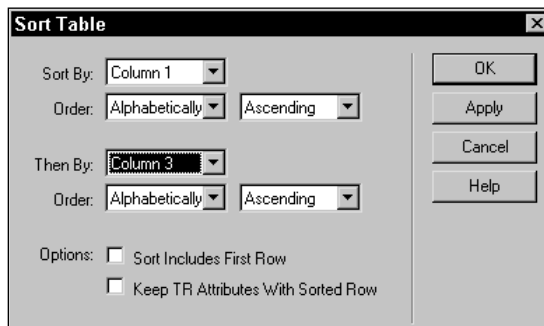 Sort Table
Sort By: Column 1
Order: Alphabetically Ascending
Then By: Column 3
Order: Alphabetically Ascending
Options: Sort Includes First Row
Keep TR Attributes With Sorted Row
OK
Apply
Cancel
Help